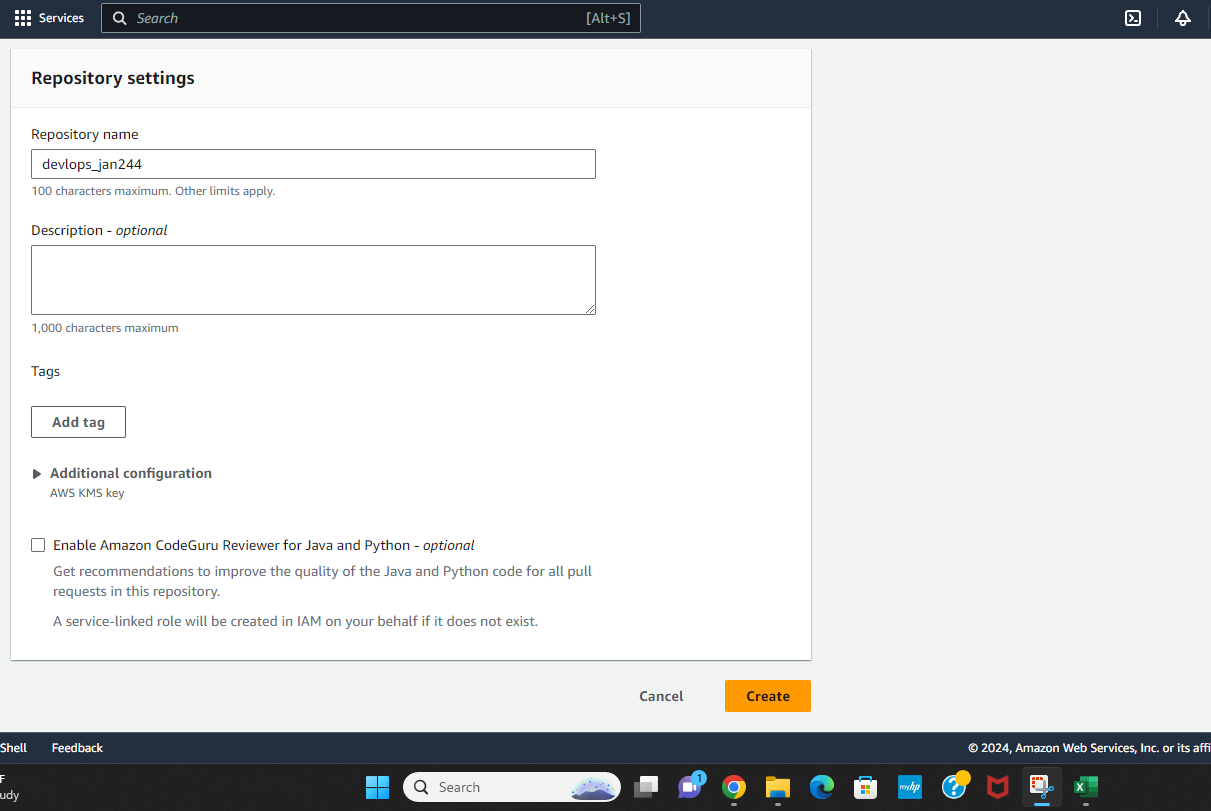 Services
Search
[Alt+S]
Repository settings
Repository name
devlops_jan244
100 characters maximum. Other limits apply.
Description - optional
1,000 characters maximum
Tags
Add tag
Additional configuration
AWS KMS key
Enable Amazon CodeGuru Reviewer for Java and Python - optional
Get recommendations to improve the quality of the Java and Python code for all pull
requests in this repository.
A service-linked role will be created in IAM on your behalf if it does not exist.
Cancel
Create
Shell
Feedback
© 2024, Amazon Web Services, Inc. or its affi
F
udy
Search
1
myhp
?
X